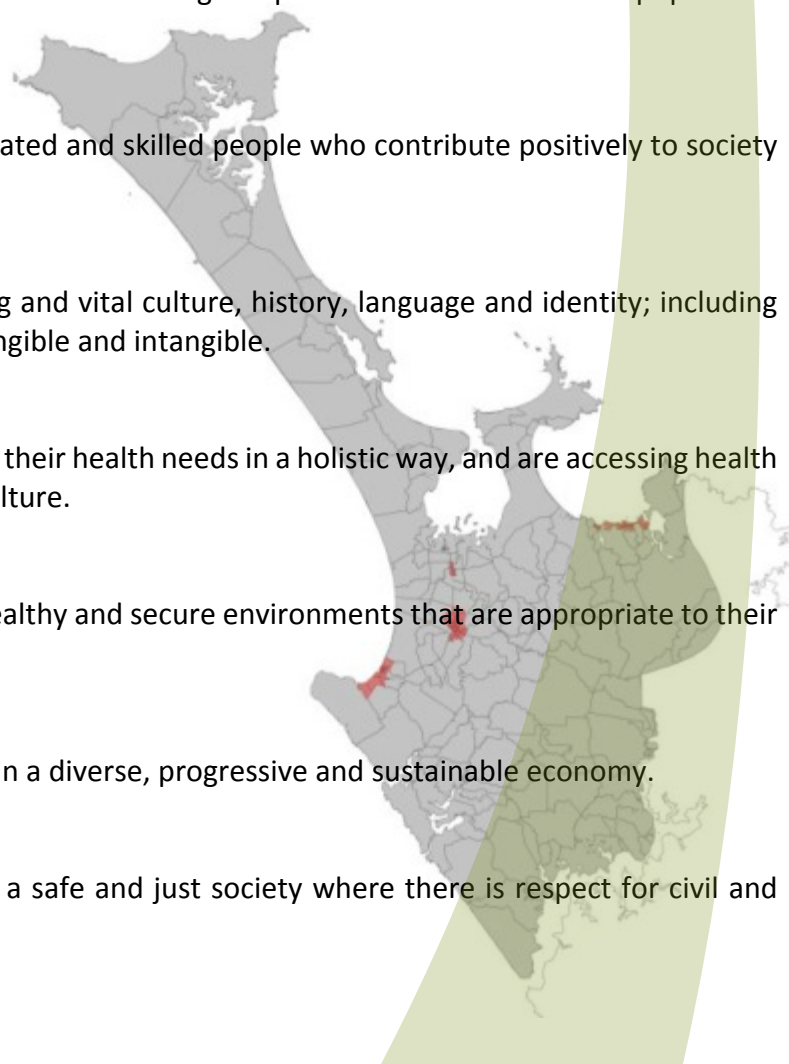 ated and skilled people who contribute positively to society
g and vital culture, history, language and identity; including
ngible and intangible.
their health needs in a holistic way, and are accessing health
lture.
ealthy and secure environments that are appropriate to their
n a diverse, progressive and sustainable economy.
a safe and just society where there is respect for civil and